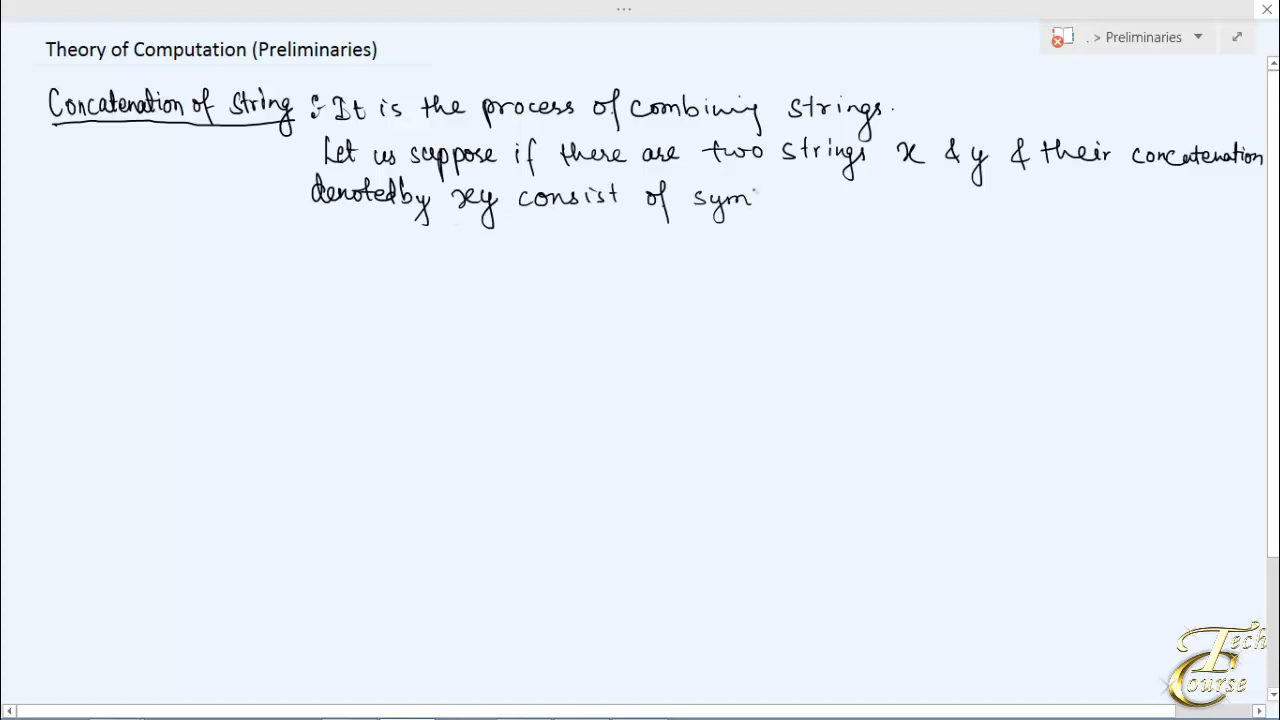 ...
. > Preliminaries
Theory of Computation (Preliminaries)
Concatenation of string :- It is the process of combining strings.
Let us suppose if there are two strings x & y & their concatenation
denoted by xy consist of sym
Tech
Course